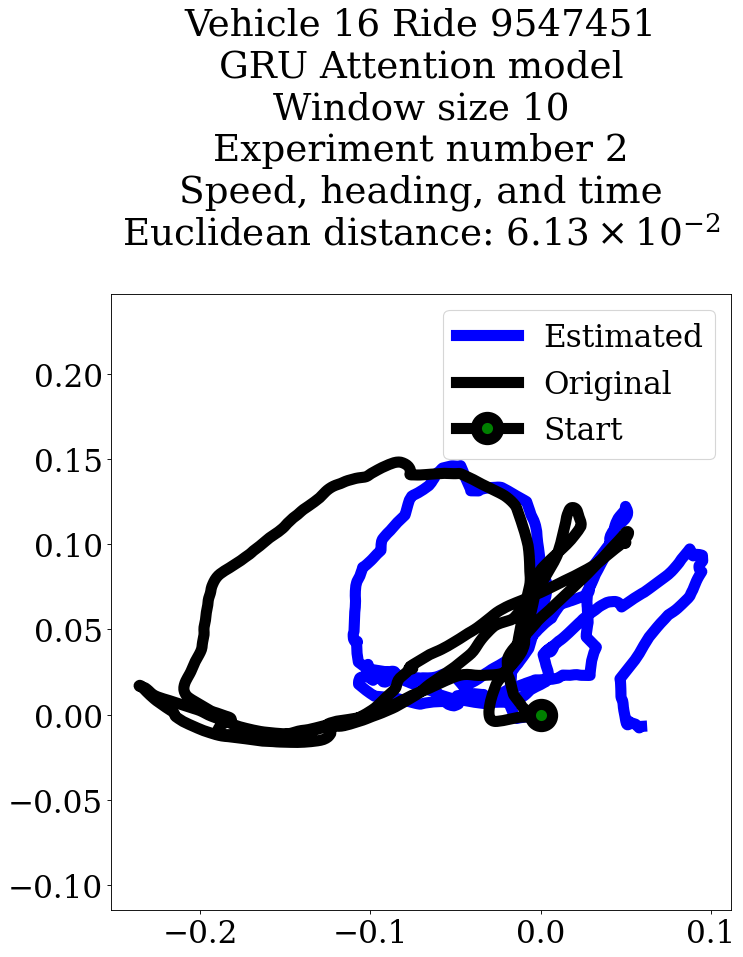 Vehicle 16 Ride 9547451
GRU Attention model
Window size 10
Experiment number 2
Speed, heading, and time
Euclidean distance: 6.13 × 10⁻²
Estimated
Original
Start
0.20
0.15
0.10
0.05
0.00
−0.05
−0.10
−0.2 −0.1 0.0 0.1